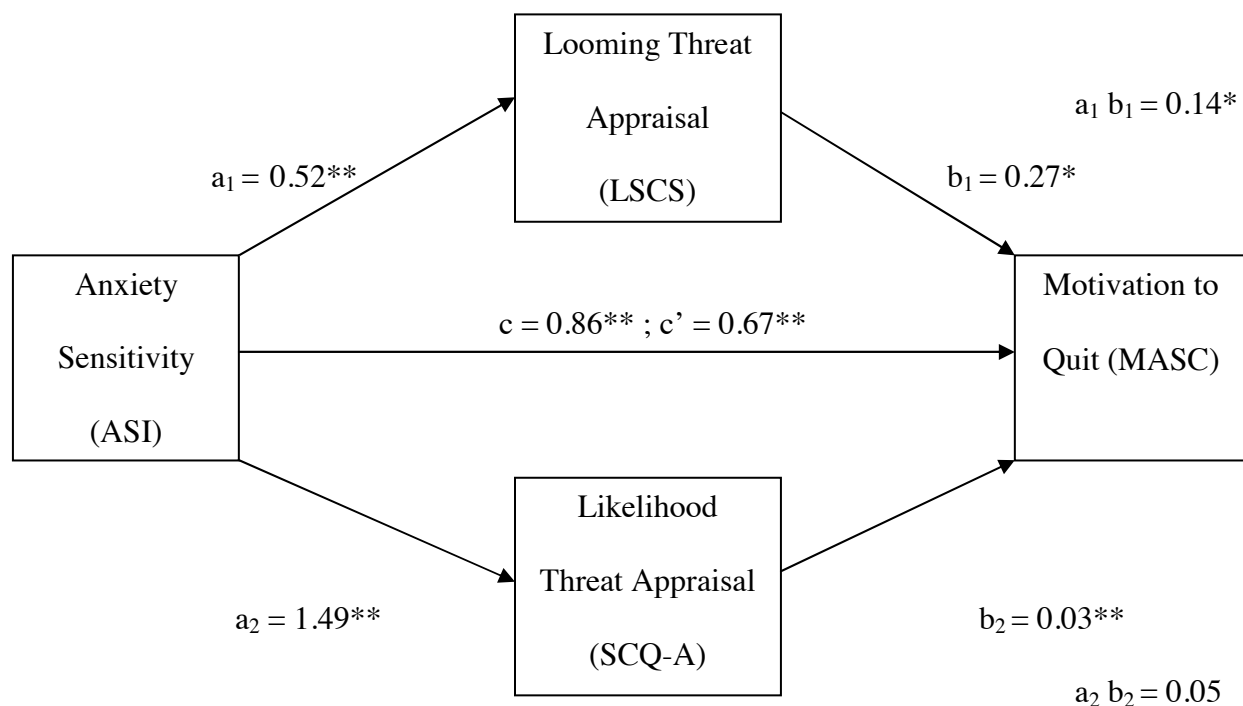 Looming Threat
Appraisal
(LSCS)
a₁ b₁ = 0.14*
a₁ = 0.52**
b₁ = 0.27*
Anxiety
Sensitivity
(ASI)
c = 0.86** ; c’ = 0.67**
Motivation to
Quit (MASC)
Likelihood
Threat Appraisal
(SCQ-A)
a₂ = 1.49**
b₂ = 0.03**
a₂ b₂ = 0.05